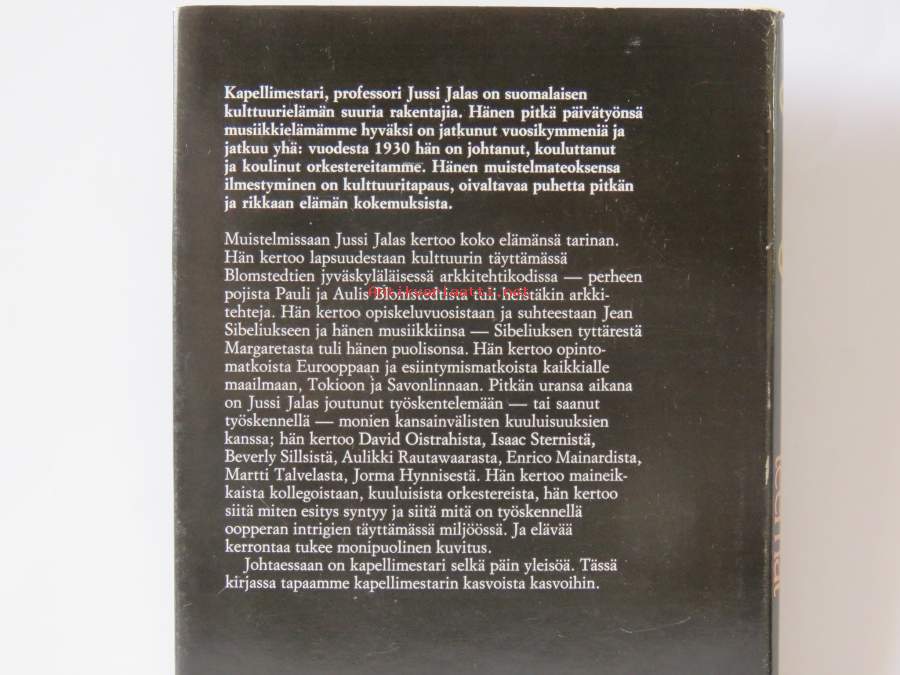 Kapellimestari, professori Jussi Jalas on suomalaisen
kulttuurielämän suuria rakentajia. Hänen pitkä päivätyönsä
musiikkielämämme hyväksi on jatkunut vuosikymmeniä ja
jatkuu yhä: vuodesta 1930 hän on johtanut, kouluttanut
ja koulinut orkestereitamme. Hänen muistelmateoksensa
ilmestyminen on kulttuuritapaus, oivaltavaa puhetta pitkän
ja rikkaan elämän kokemuksista.
Muistelmissaan Jussi Jalas kertoo koko elämänsä tarinan.
Hän kertoo lapsuudestaan kulttuurin täyttämässä
Blomstedtien jyväskyläläisessä arkkitehtikodissa — perheen
pojista Pauli ja Aulis Blomstedtista tuli heistäkin arkki-
tehteja. Hän kertoo opiskeluvuosistaan ja suhteestaan Jean
Sibeliukseen ja hänen musiikkiinsa — Sibeliuksen tyttärestä
Margaretasta tuli hänen puolisonsa. Hän kertoo opinto-
matkoista Eurooppaan ja esiintymismatkoista kaikkialle
maailmaan, Tokioon ja Savonlinnaan. Pitkän uransa aikana
on Jussi Jalas joutunut työskentelemään — tai saanut
työskennellä — monien kansainvälisten kuuluisuuksien
kanssa; hän kertoo David Oistrahista, Isaac Sternistä,
Beverly Sillsistä, Aulikki Rautawaarasta, Enrico Mainardista,
Martti Talvelasta, Jorma Hynnisestä. Hän kertoo maineik-
kaista kollegoistaan, kuuluisista orkestereista, hän kertoo
siitä miten esitys syntyy ja siitä mitä on työskennellä
oopperan intrigien täyttämässä miljöössä. Ja elävää
kerrontaa tukee monipuolinen kuvitus.
Johtaessaan on kapellimestari selkä päin yleisöä. Tässä
kirjassa tapaamme kapellimestarin kasvoista kasvoihin.
Antikvariaatti.net